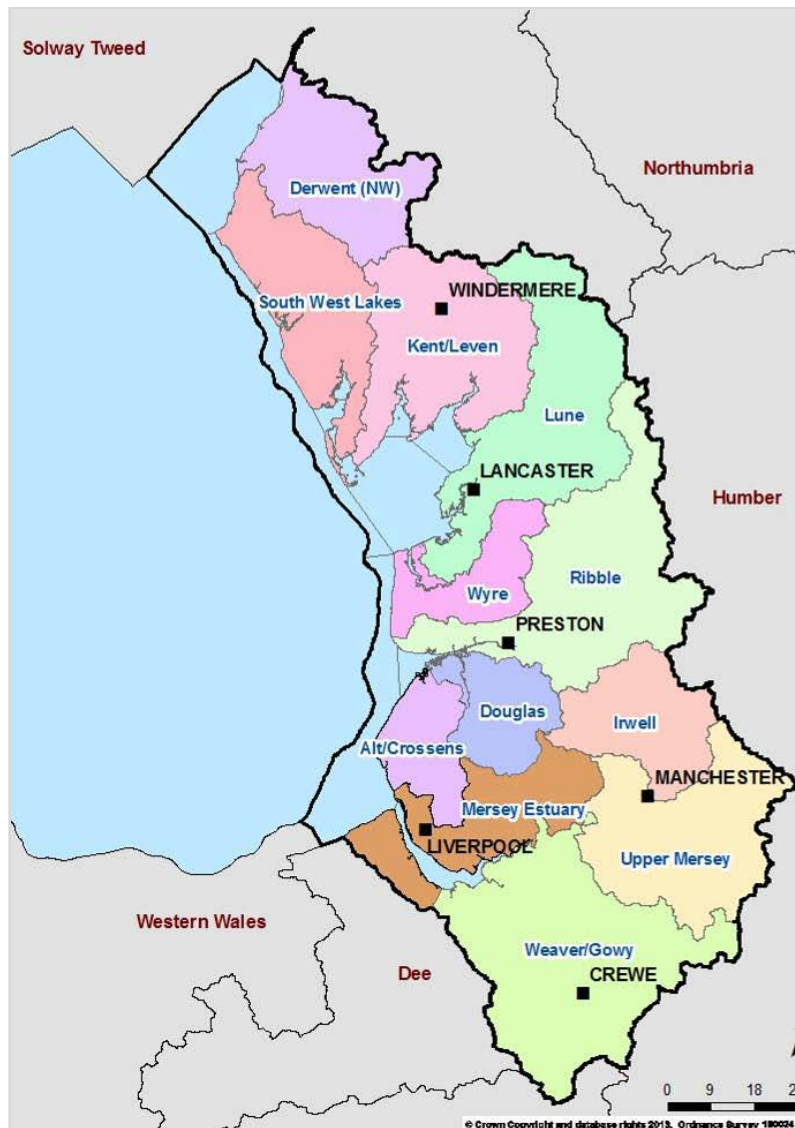 Solway Tweed
Northumbria
Derwent (NW)
WINDERMERE
South West Lakes
Kent/Leven
Lune
LANCASTER
Humber
Ribble
Wyre
PRESTON
Douglas
Irwell
Alt/Crossens
MANCHESTER
Mersey Estuary
LIVERPOOL
Upper Mersey
Western Wales
Weaver/Gowy
Dee
CREWE
0 9 18
© Crown Copyright and database rights 2013. Ordnance Survey